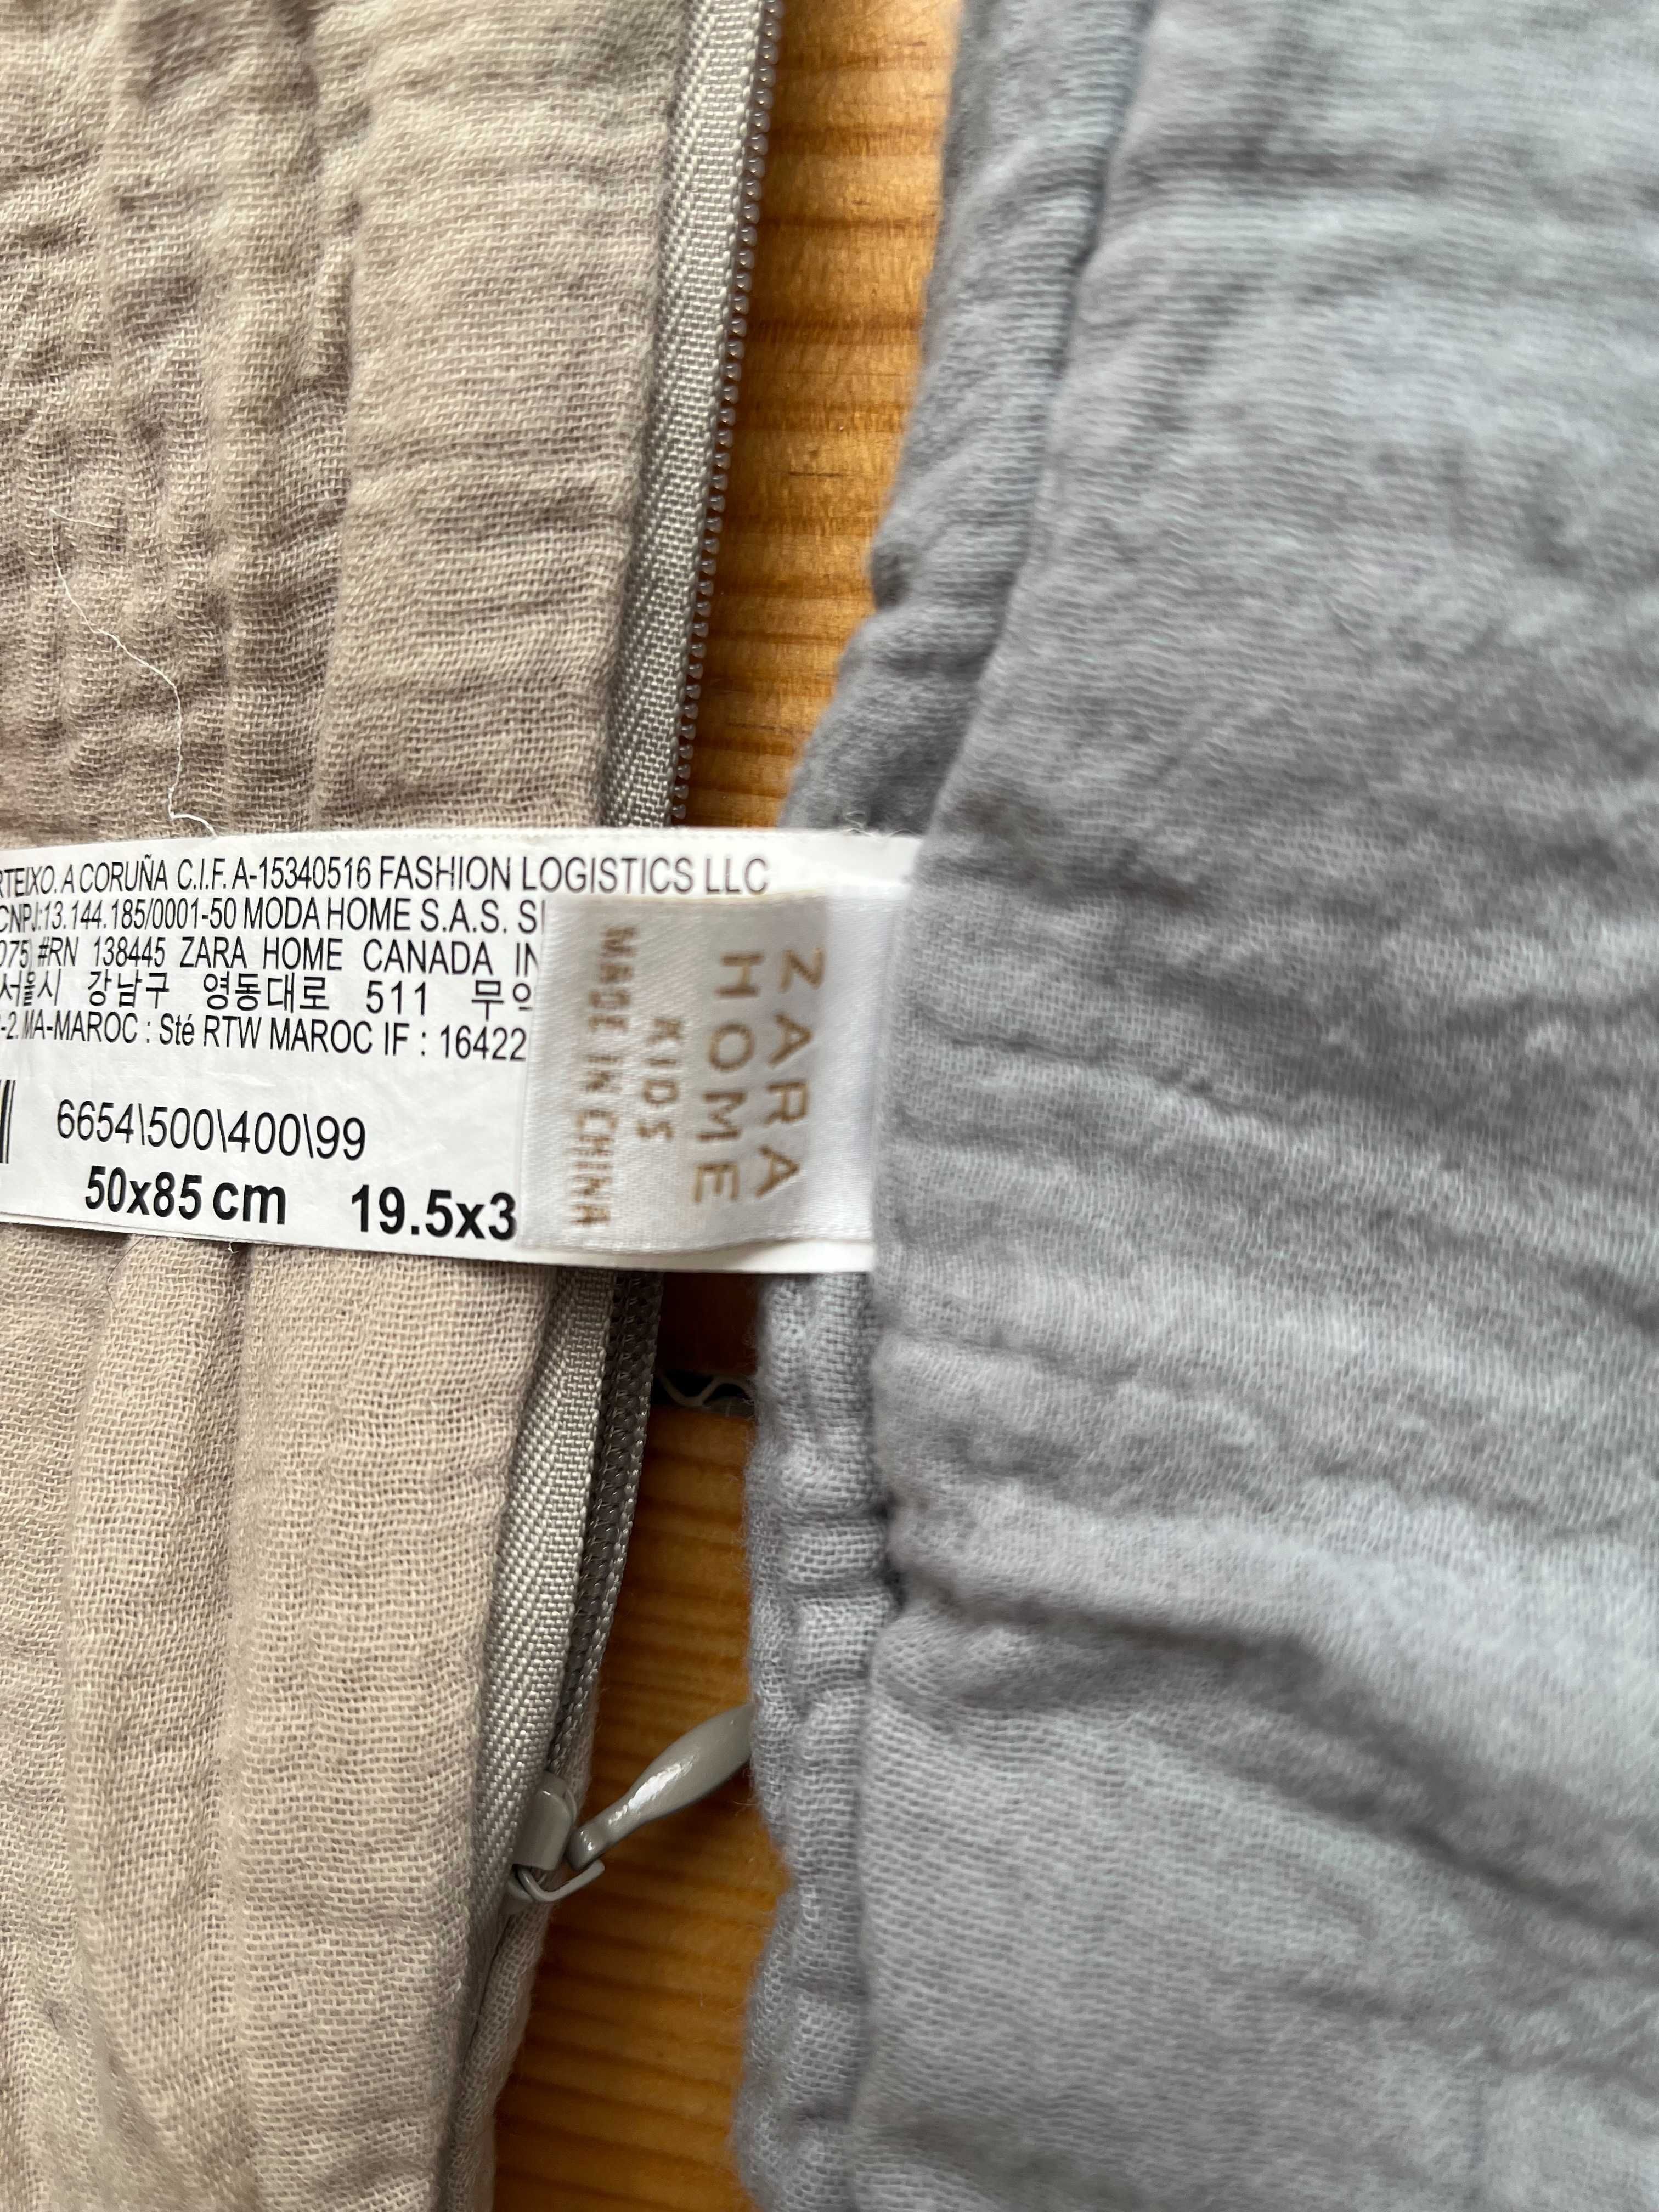 RTEIXO. A CORUÑA C.I.F. A-15340516 FASHION LOGISTICS LLC
CNPJ:13.144.185/0001-50 MODA HOME S.A.S.
075) #RN 138445 ZARA HOME CANADA
서울시 강남구 영동대로 511
-2. MA-MAROC : Sté RTW MAROC IF : 16422
6654\500\400\99
50x85 cm 19.5x3
ZARA
HOME
KIDS
MADE IN CHINA